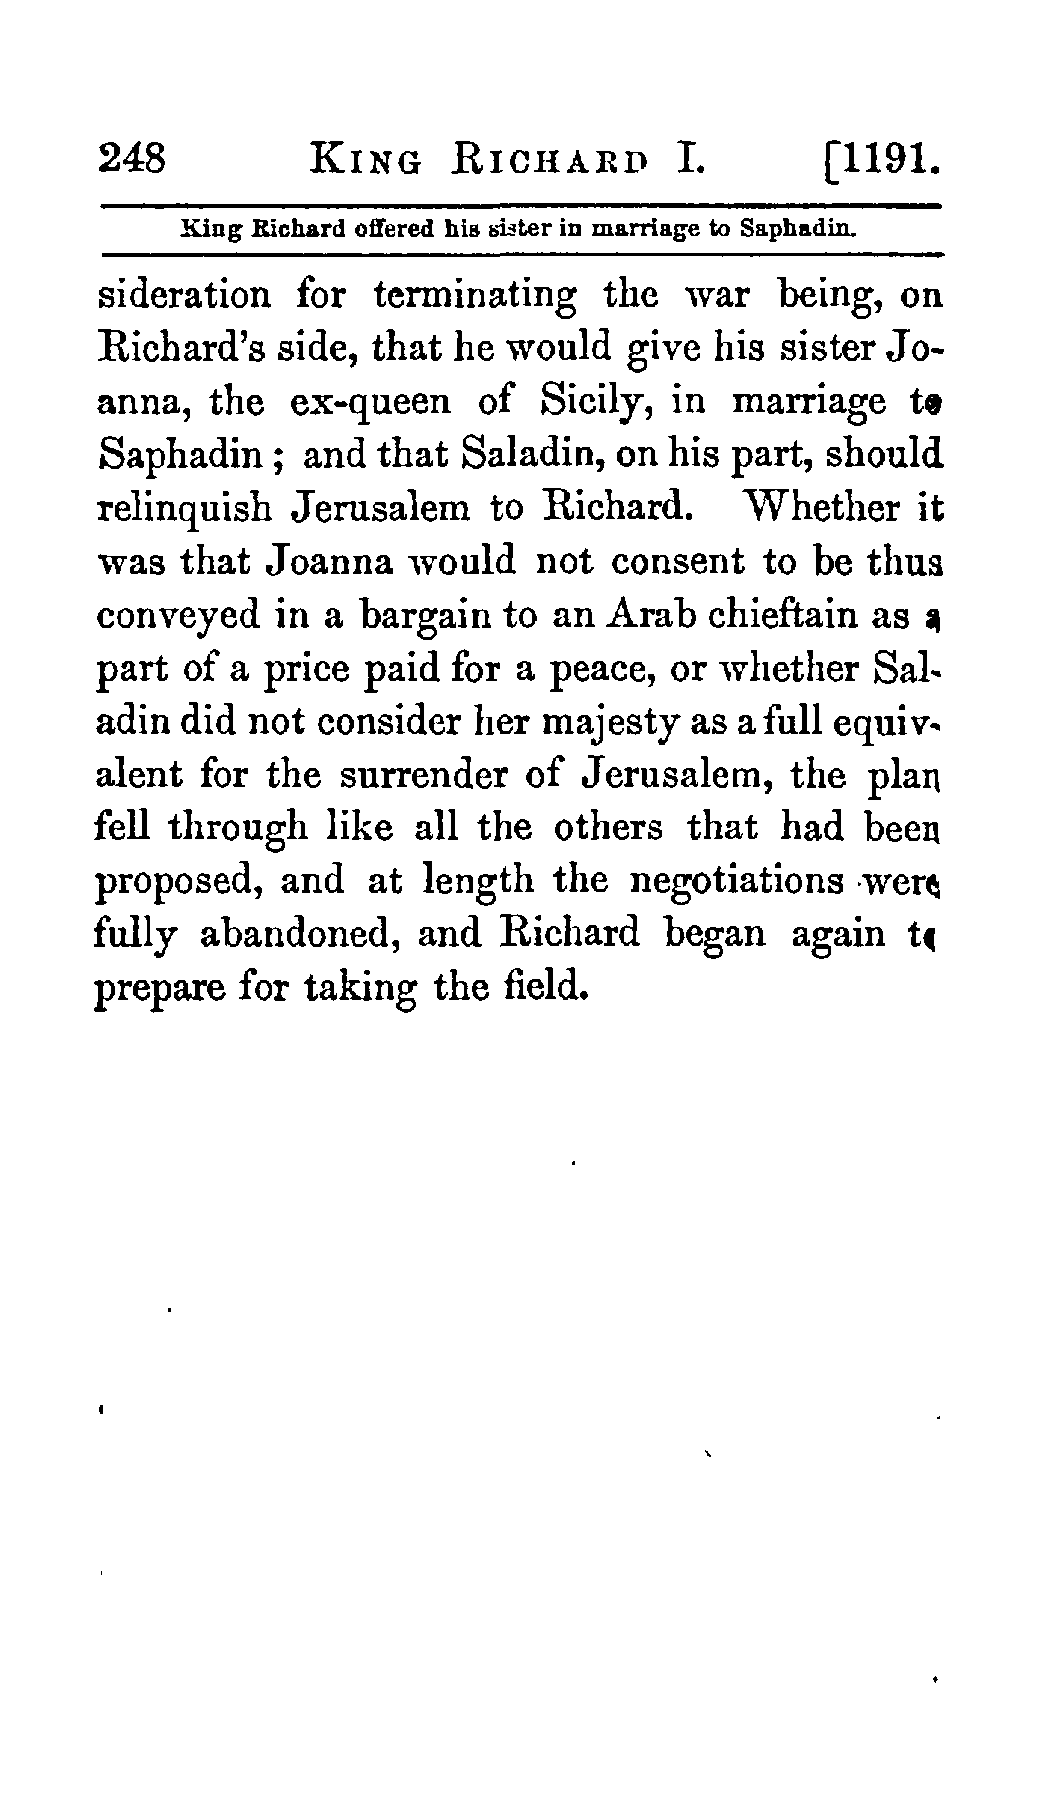 248 KING RICHARD I. [1191.
King Richard offered his sister in marriage to Saphadin.
sideration for terminating the war being, on
Richard's side, that he would give his sister Jo-
anna, the ex-queen of Sicily, in marriage to
Saphadin ; and that Saladin, on his part, should
relinquish Jerusalem to Richard. Whether it
was that Joanna would not consent to be thus
conveyed in a bargain to an Arab chieftain as a
part of a price paid for a peace, or whether Sal-
adin did not consider her majesty as a full equiv-
alent for the surrender of Jerusalem, the plan
fell through like all the others that had been
proposed, and at length the negotiations were
fully abandoned, and Richard began again to
prepare for taking the field.